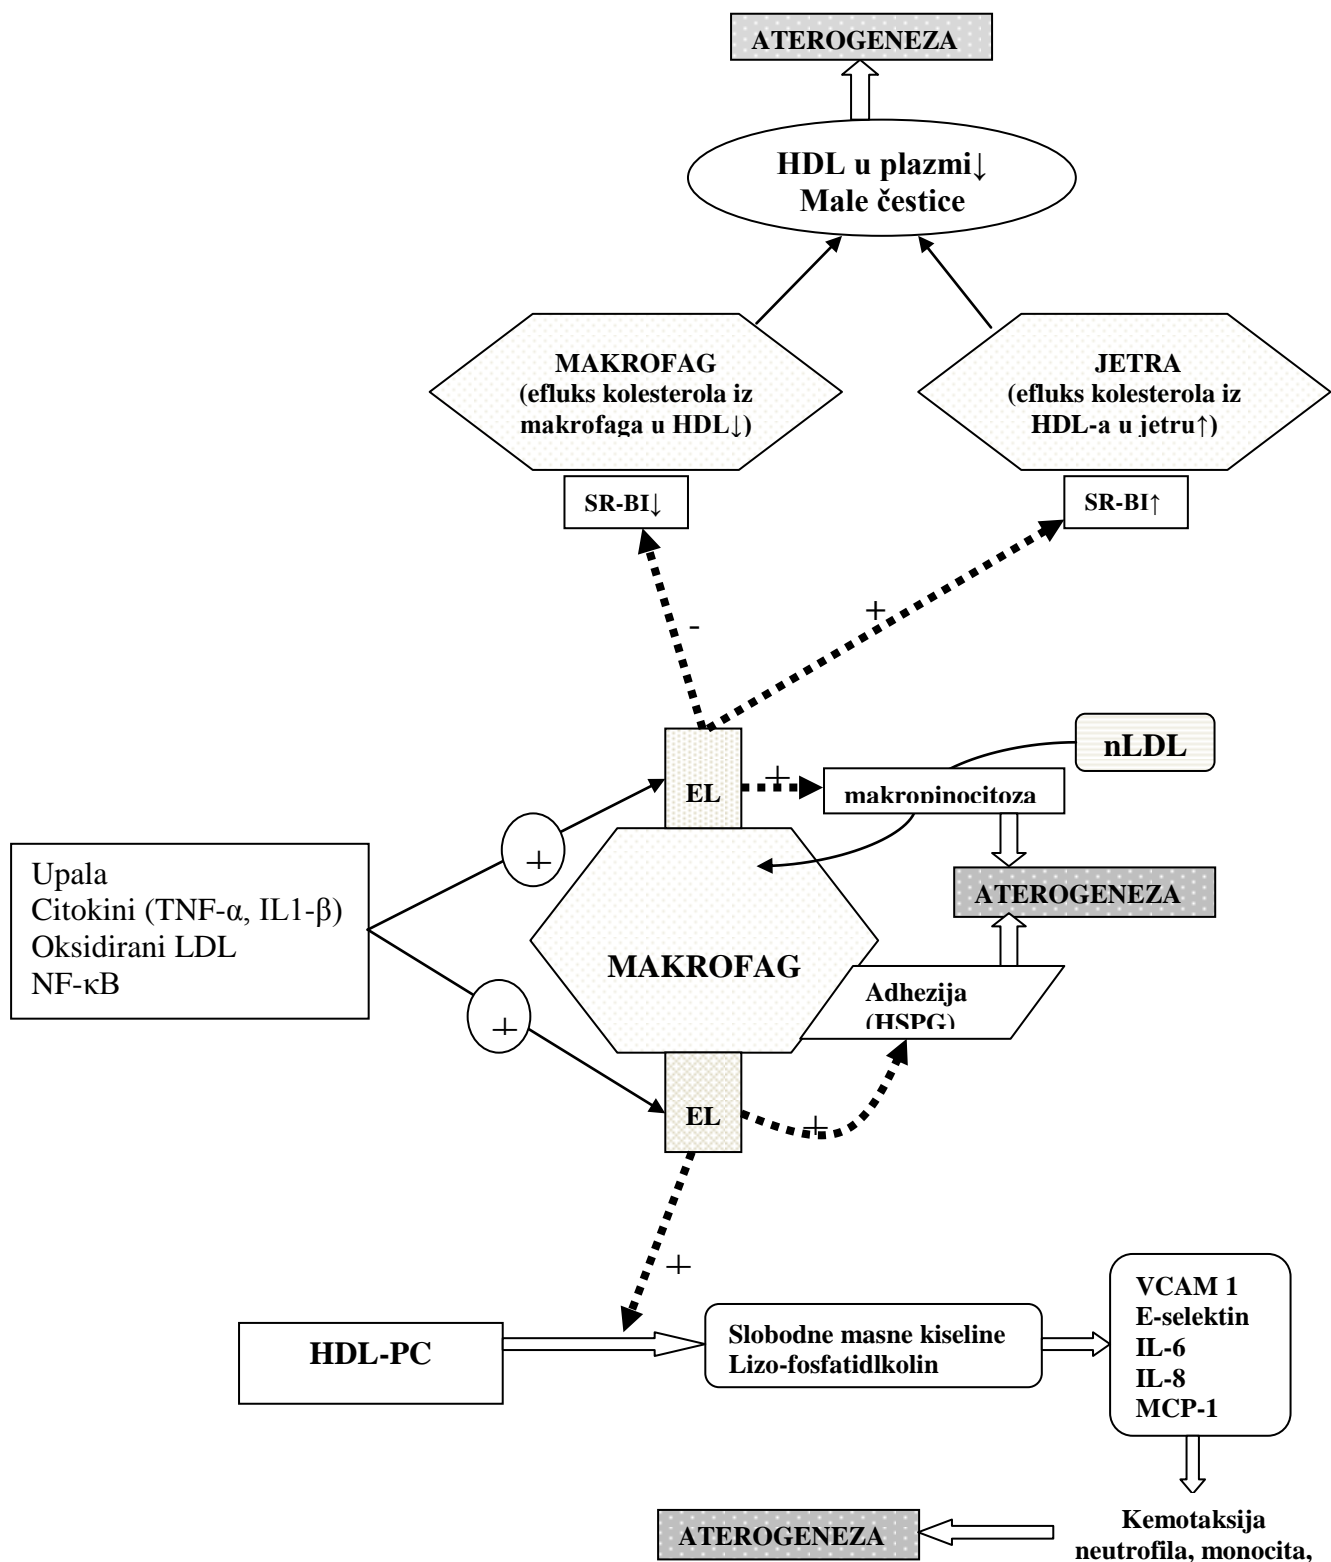 ATEROGENEZA
HDL u plazmi↓
Male čestice
MAKROFAG
(efluks kolesterola iz
makrofaga u HDL↓)
JETRA
(efluks kolesterola iz
HDL-a u jetru↑)
SR-BI↓
SR-BI↑
-
+
nLDL
EL
+
makropinocitoza
Upala
Citokini (TNF-α, IL1-β)
Oksidirani LDL
NF-κB
+
+
ATEROGENEZA
MAKROFAG
Adhezija
(HSPG)
EL
+
+
HDL-PC
Slobodne masne kiseline
Lizo-fosfatidlkolin
VCAM 1
E-selektin
IL-6
IL-8
MCP-1
Kemotaksija
neutrofila, monocita,
ATEROGENEZA